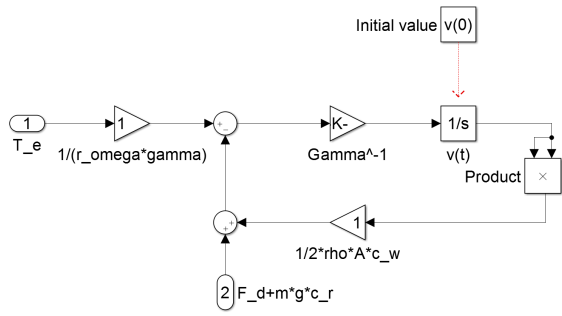 Initial value v(0)
1
T_e
1
1/(r_omega*gamma)
+
−
K-
Gamma^-1
1/s
v(t)
Product ×
+
+
1
1/2*rho*A*c_w
2 F_d+m*g*c_r